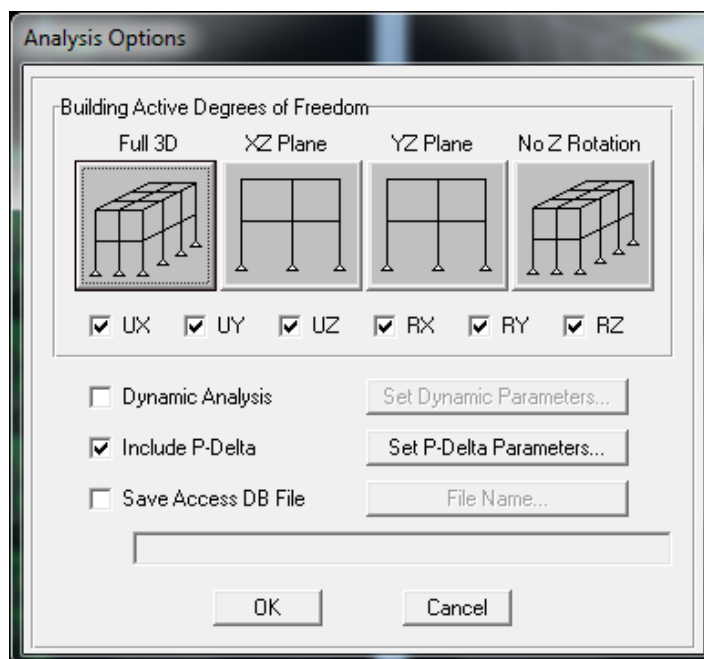 Analysis Options
Building Active Degrees of Freedom
Full 3D XZ Plane YZ Plane No Z Rotation
UX UY UZ RX RY RZ
Dynamic Analysis Set Dynamic Parameters...
Include P-Delta Set P-Delta Parameters...
Save Access DB File File Name...
OK Cancel